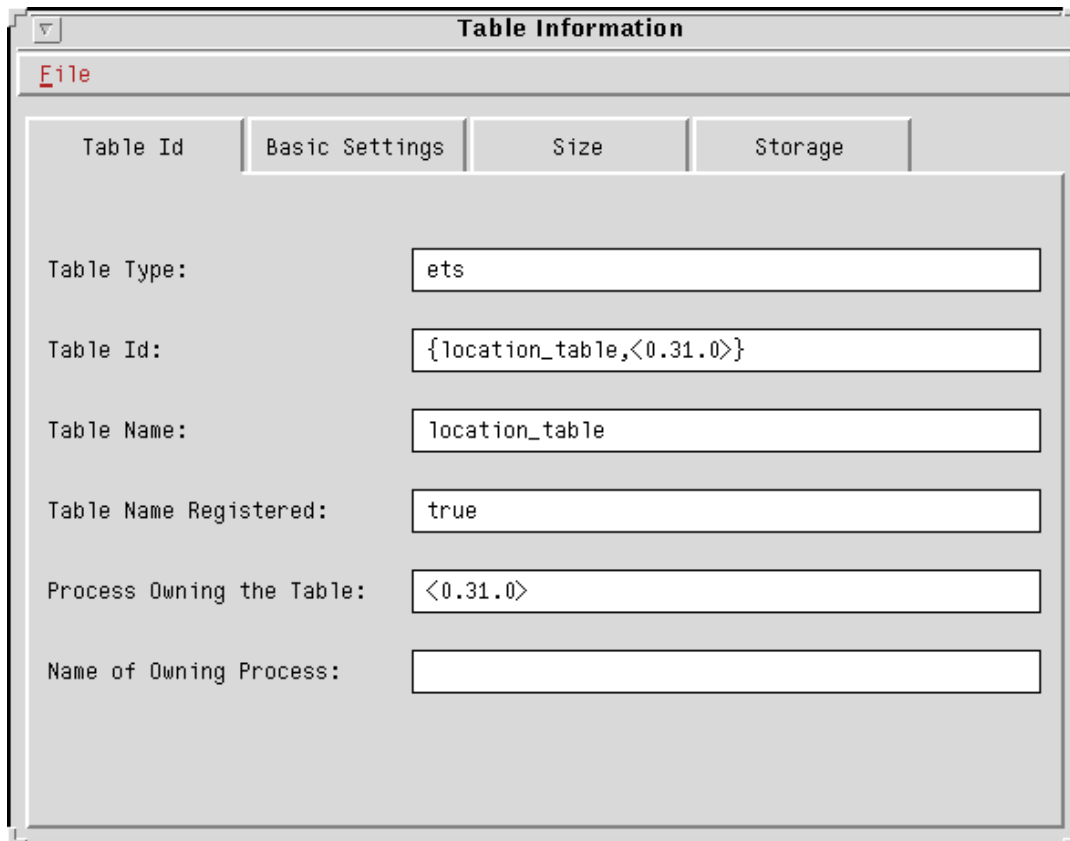 Table Information
File
Table Id Basic Settings Size Storage
Table Type: ets
Table Id: {location_table,<0.31.0>}
Table Name: location_table
Table Name Registered: true
Process Owning the Table: <0.31.0>
Name of Owning Process: